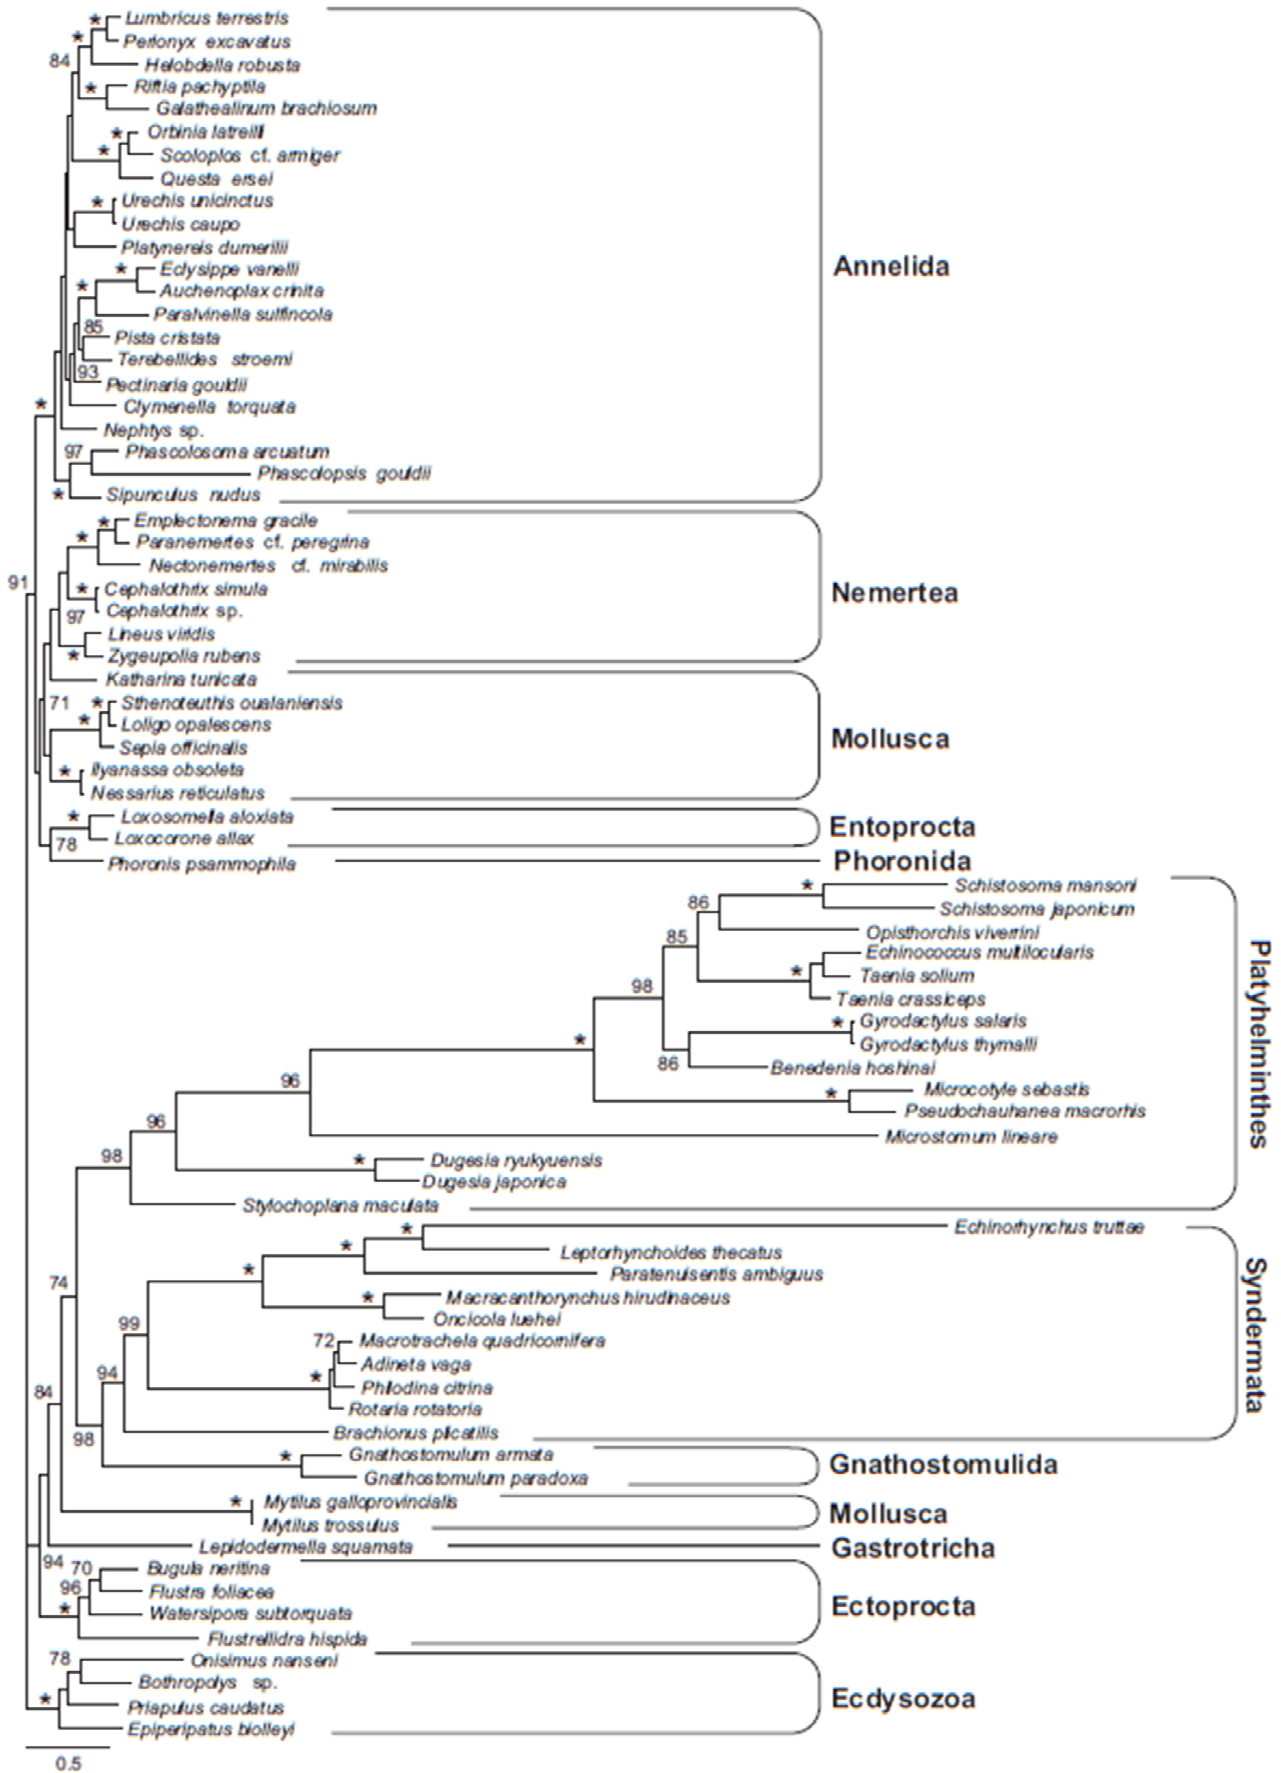 * Lumbricus terrestris
* Perionyx excavatus
84 Helobdella robusta
* Riftia pachyptila
Galathealinum brachiosum
* Orbinia latreilli
* Scoloplos cf. armiger
Questa ersei
* Urechis unicinctus
Urechis caupo
Platynereis dumerilii
Annelida
* Eclysippe vanelli
* Auchenoplax crinita
Paralvinella sulfincola
85 Pista cristata
Terebellides stroemi
93 Pectinaria gouldii
* Clymenella torquata
Nephtys sp.
97 Phascolosoma arcuatum
Phascolopsis gouldii
* Sipunculus nudus
* Emplectonema gracile
* Paranemertes cf. peregrina
Nectonemertes cf. mirabilis
91 * Cephalothrix simula
Nemertea
97 Cephalothrix sp.
Lineus viridis
* Zygeupolia rubens
Katharina tunicata
71 * Sthenoteuthis oualaniensis
* Loligo opalescens
Mollusca
Sepia officinalis
* Ilyanassa obsoleta
Nessarius reticulatus
* Loxosomella aloxiata
Entoprocta
78 Loxocorone allax
Phoronis psammophila
Phoronida
* Schistosoma mansoni
86 Schistosoma japonicum
85 Opisthorchis viverrini
Echinococcus multilocularis
* Taenia solium
98 Taenia crassiceps
* Gyrodactylus salaris
* Gyrodactylus thymalli
86 Benedenia hoshinai
Platyhelminthes
96 * Microcotyle sebastis
Pseudochauhanea macrorhis
96 Microstomum lineare
98 * Dugesia ryukyuensis
Dugesia japonica
Stylochoplana maculata
* Echinorhynchus truttae
* Leptorhynchoides thecatus
* Paratenuisentis ambiguus
74 * Macracanthorynchus hirudinaceus
Oncicola luehei
Syndermata
99 72 Macrotrachela quadricornifera
Adineta vaga
94 * Philodina citrina
84 Rotaria rotatoria
98 Brachionus plicatilis
* Gnathostomulum armata
Gnathostomulida
Gnathostomulum paradoxa
* Mytilus galloprovincialis
Mollusca
Mytilus trossulus
Lepidodermella squamata
Gastrotricha
94 70 Bugula neritina
96 Flustra foliacea
* Watersipora subtorquata
Ectoprocta
Flustrellidra hispida
78 Onisimus nanseni
Bothropolys sp.
* Priapulus caudatus
Ecdysozoa
Epiperipatus biolleyi
0.5